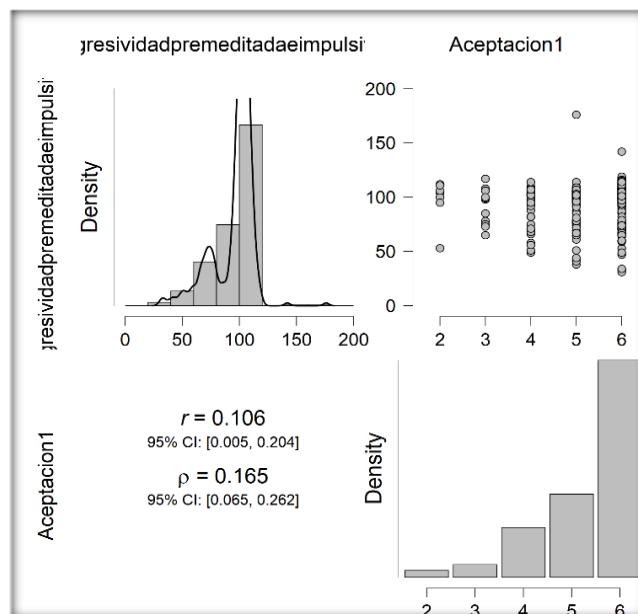 gresividadpremeditadaeimpulsi
Aceptacion1
gresividadpremeditadaeimpulsi
Density
200
150
100
50
0
0 50 100 150 200
2 3 4 5 6
Aceptacion1
r = 0.106
95% CI: [0.005, 0.204]
ρ = 0.165
95% CI: [0.065, 0.262]
Density
2 3 4 5 6